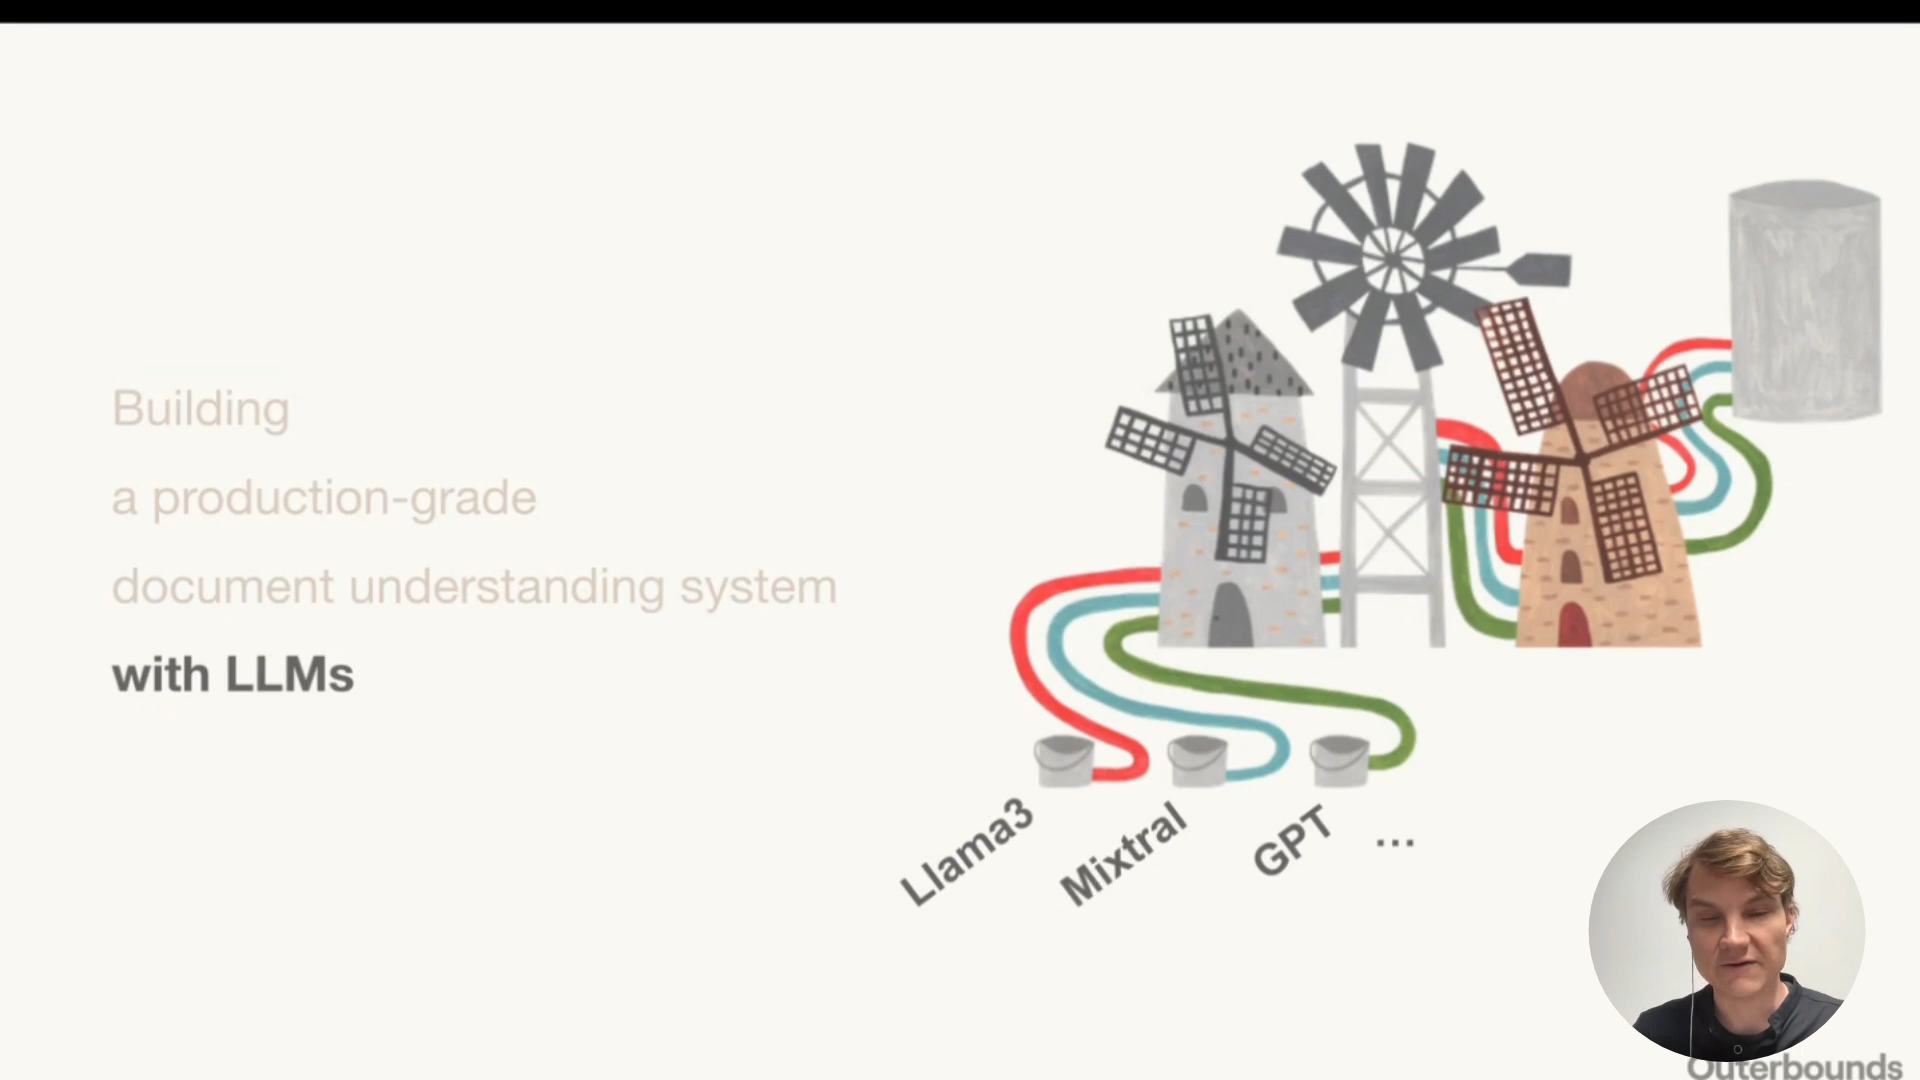 Building
a production-grade
document understanding system
with LLMs
Llama3
Mixtral
GPT
...
Outerbounds